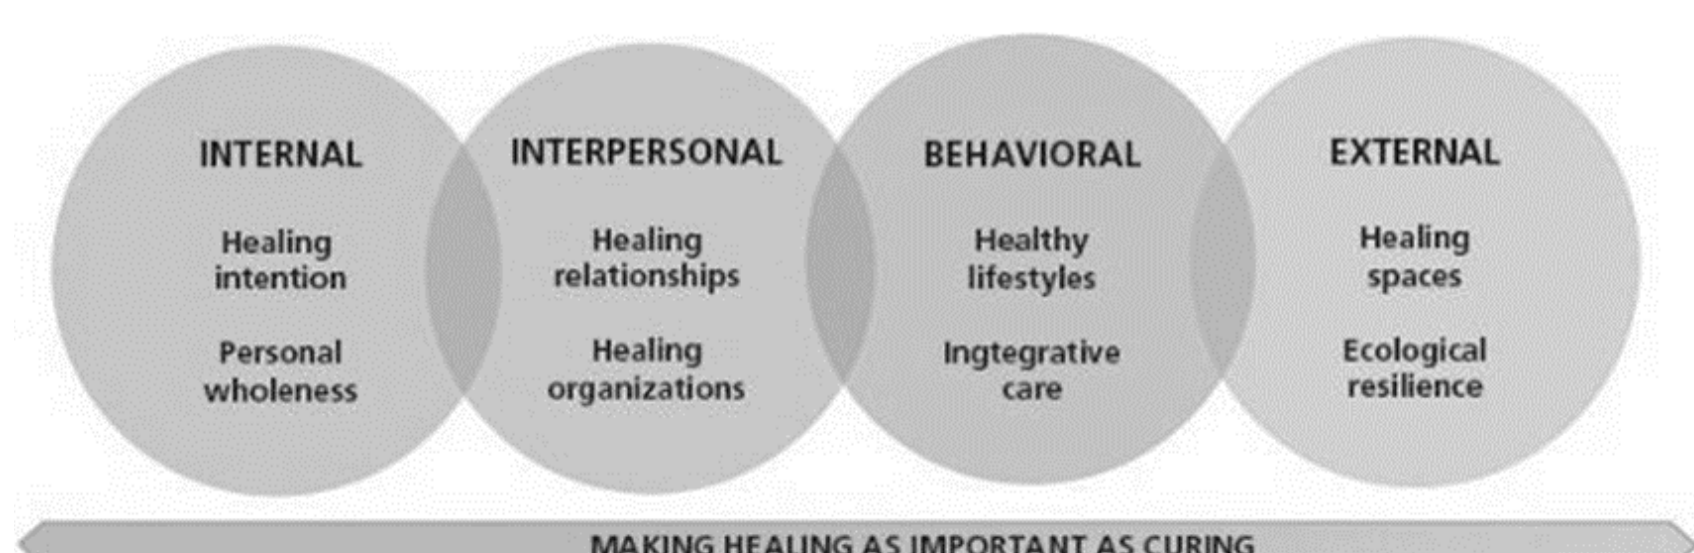 INTERNAL
Healing
intention
Personal
wholeness
INTERPERSONAL
Healing
relationships
Healing
organizations
BEHAVIORAL
Healthy
lifestyles
Ingtegrative
care
EXTERNAL
Healing
spaces
Ecological
resilience
MAKING HEALING AS IMPORTANT AS CURING